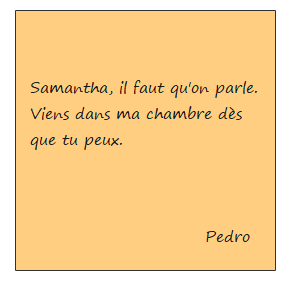 Samantha, il faut qu'on parle.
Viens dans ma chambre dès
que tu peux.
Pedro